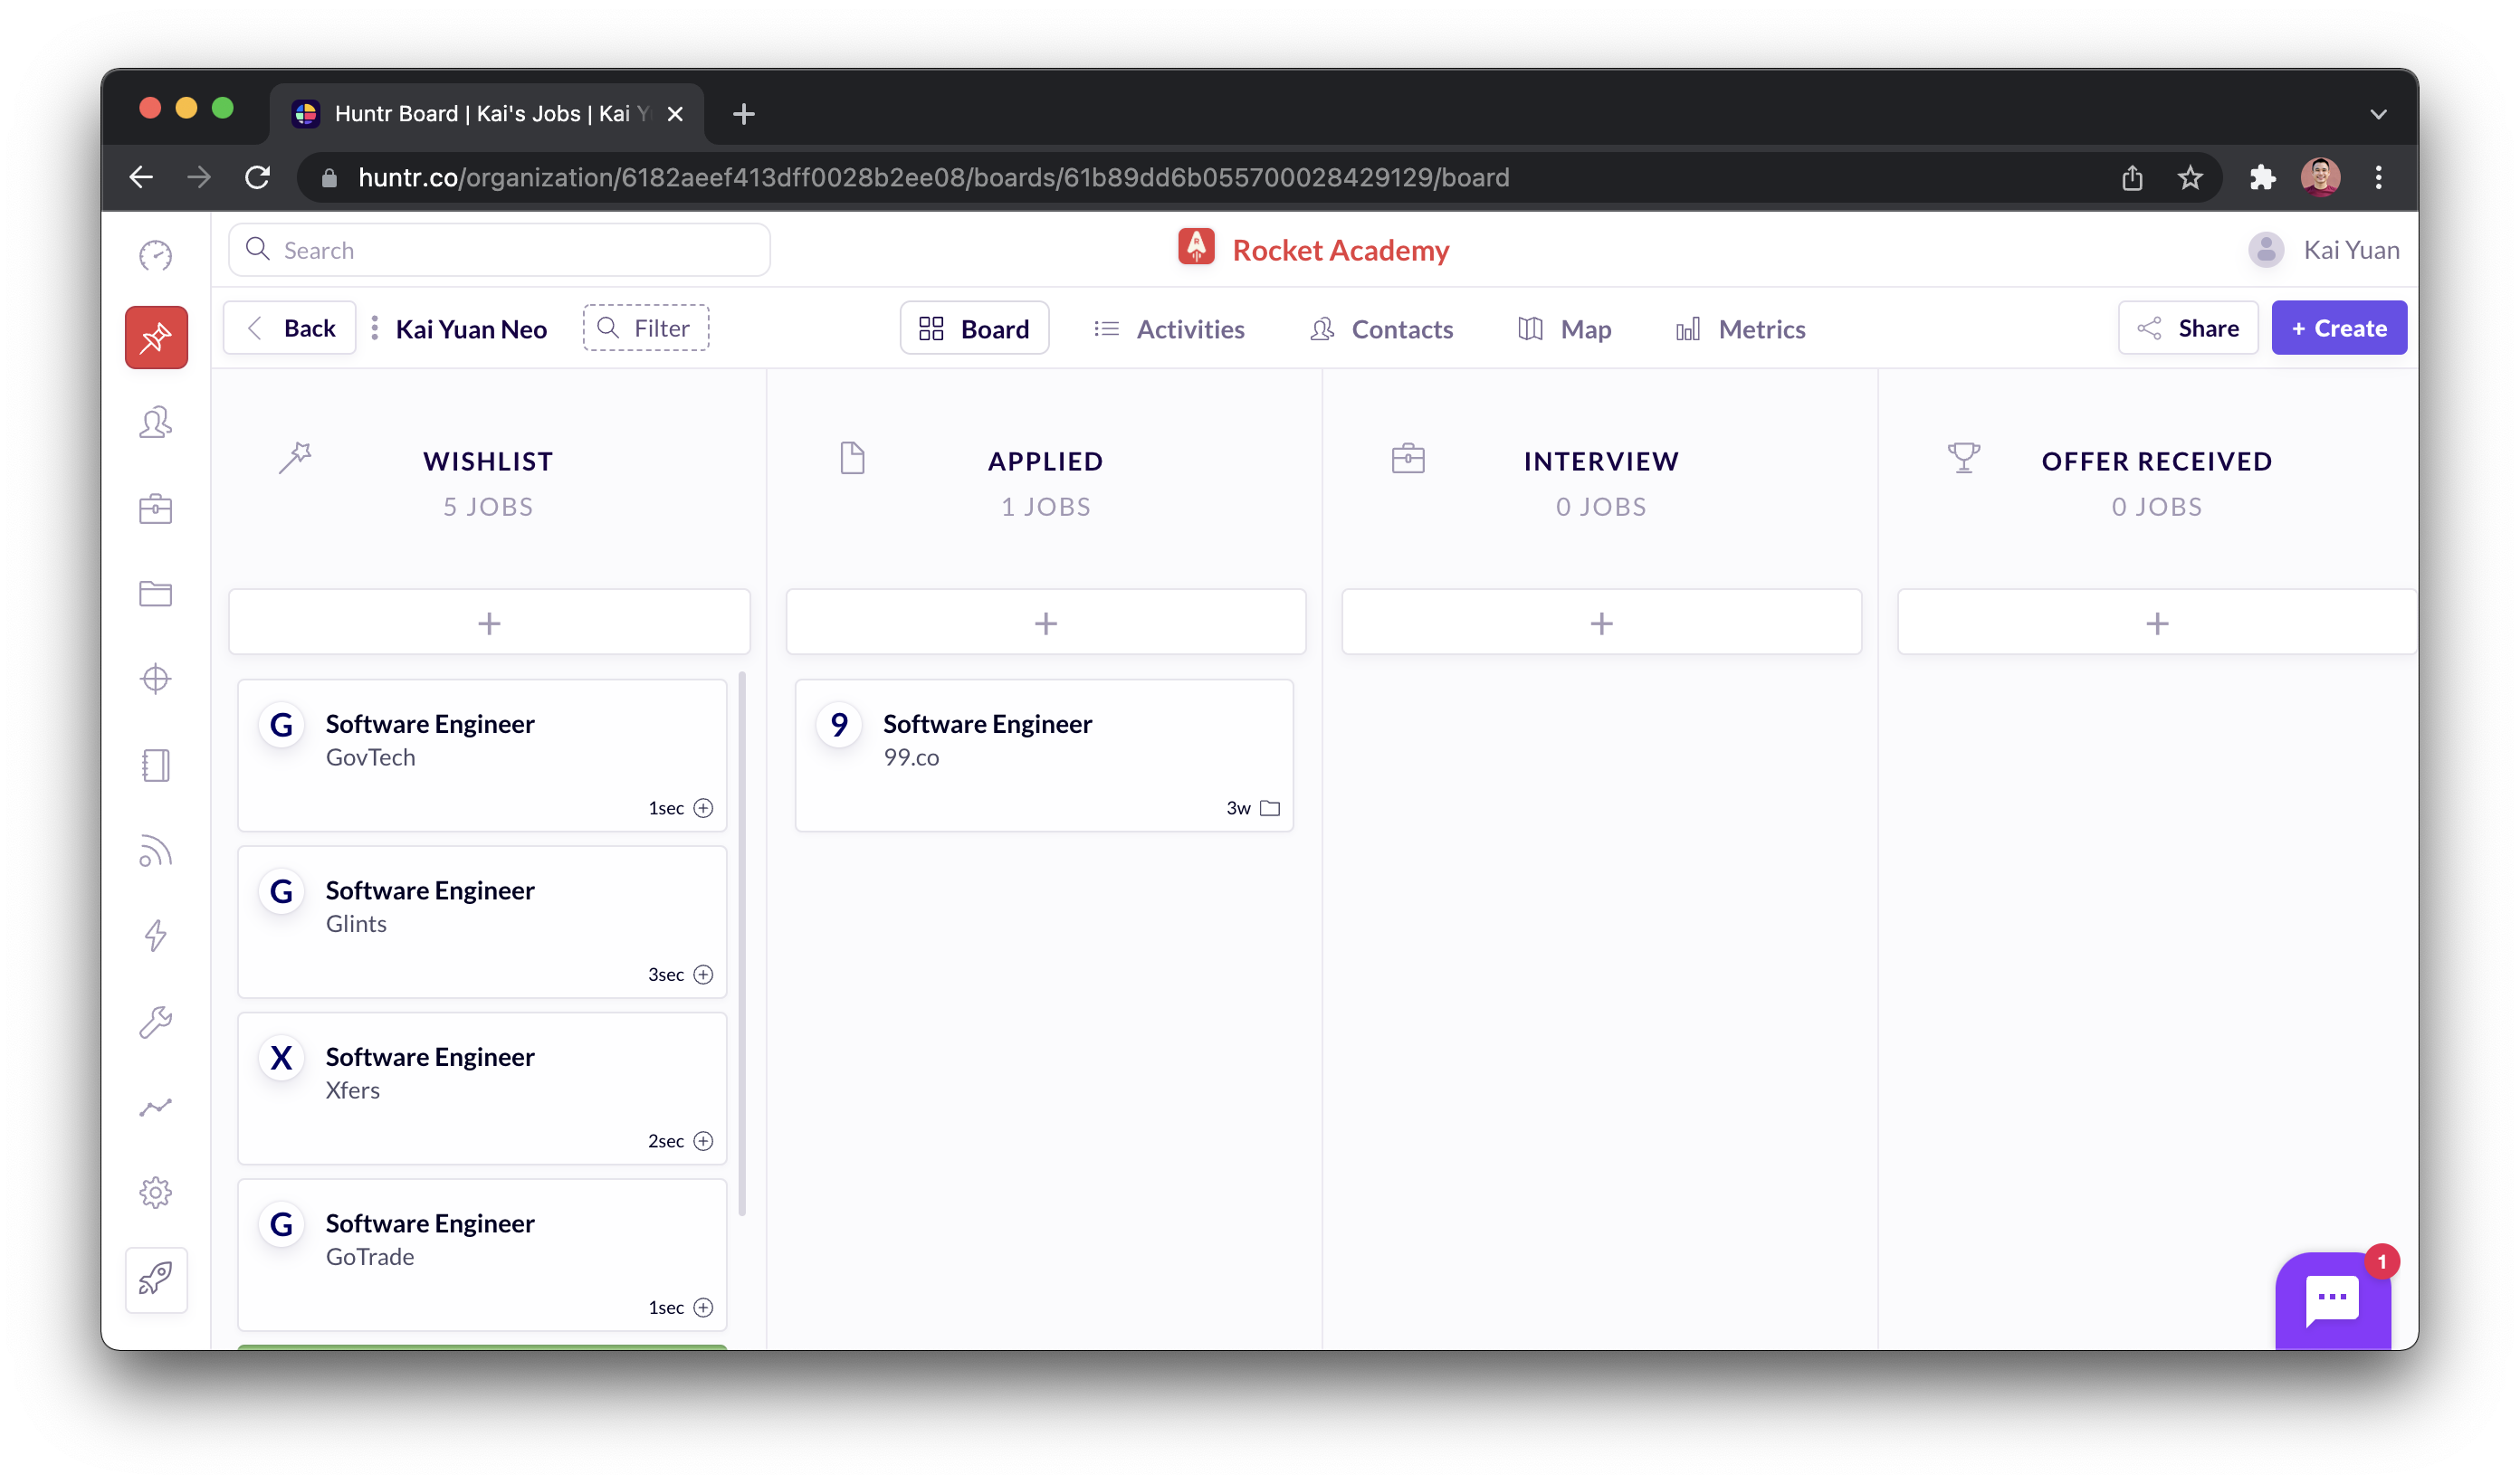 Huntr Board | Kai's Jobs | Kai Y
huntr.co/organization/6182aeef413dff0028b2ee08/boards/61b89dd6b055700028429129/board
Search
Rocket Academy
Kai Yuan
Back
Kai Yuan Neo
Filter
Board
Activities
Contacts
Map
Metrics
Share
+ Create
WISHLIST
5 JOBS
APPLIED
1 JOBS
INTERVIEW
0 JOBS
OFFER RECEIVED
0 JOBS
+
+
+
+
G
Software Engineer
GovTech
1sec
G
Software Engineer
Glints
3sec
X
Software Engineer
Xfers
2sec
G
Software Engineer
GoTrade
1sec
9
Software Engineer
99.co
3w
1